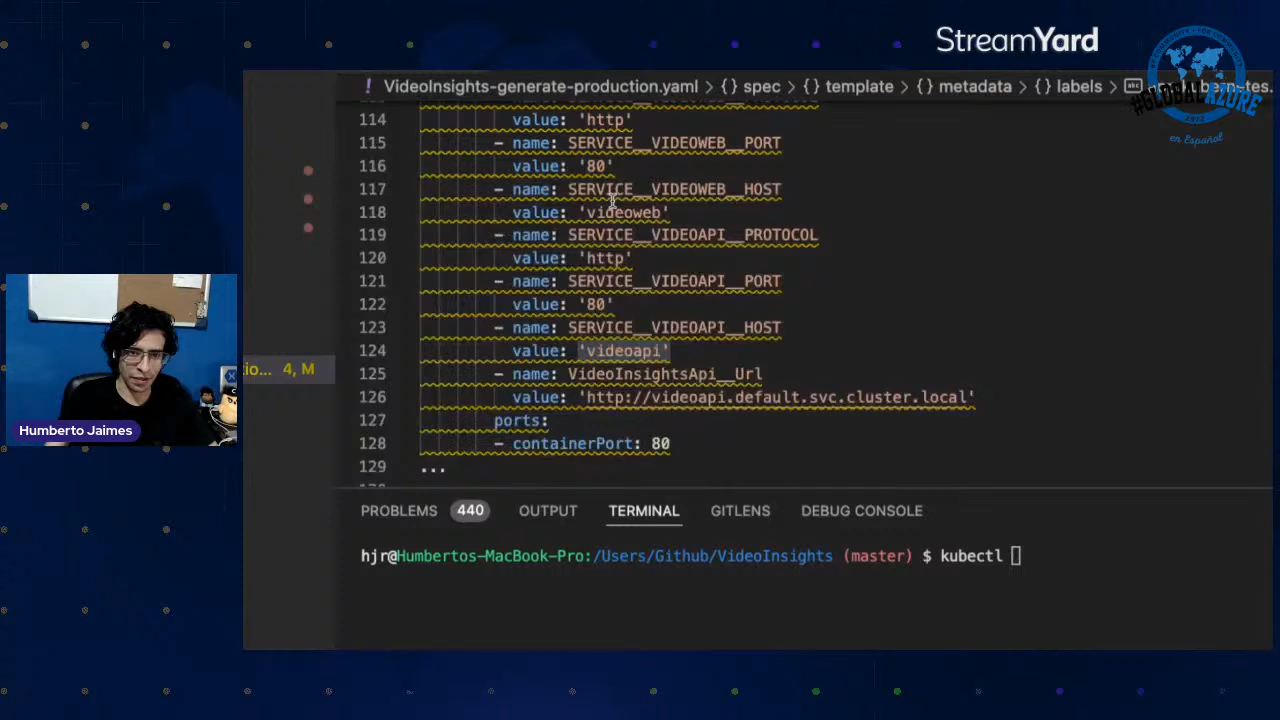 StreamYard
#GLOBALAZURE
en Español
! VideoInsights-generate-production.yaml > {} spec > {} template > {} metadata > {} labels >
114 value: 'http'
115 - name: SERVICE__VIDEOWEB__PORT
116 value: '80'
117 - name: SERVICE__VIDEOWEB__HOST
118 value: 'videoweb'
119 - name: SERVICE__VIDEOAPI__PROTOCOL
120 value: 'http'
121 - name: SERVICE__VIDEOAPI__PORT
122 value: '80'
123 - name: SERVICE__VIDEOAPI__HOST
124 value: 'videoapi'
125 - name: VideoInsightsApi__Url
126 value: 'http://videoapi.default.svc.cluster.local'
127 ports:
128 - containerPort: 80
129 ...
tio... 4, M
Humberto Jaimes
PROBLEMS 440 OUTPUT TERMINAL GITLENS DEBUG CONSOLE
hjr@Humbertos-MacBook-Pro:/Users/Github/VideoInsights (master) $ kubectl